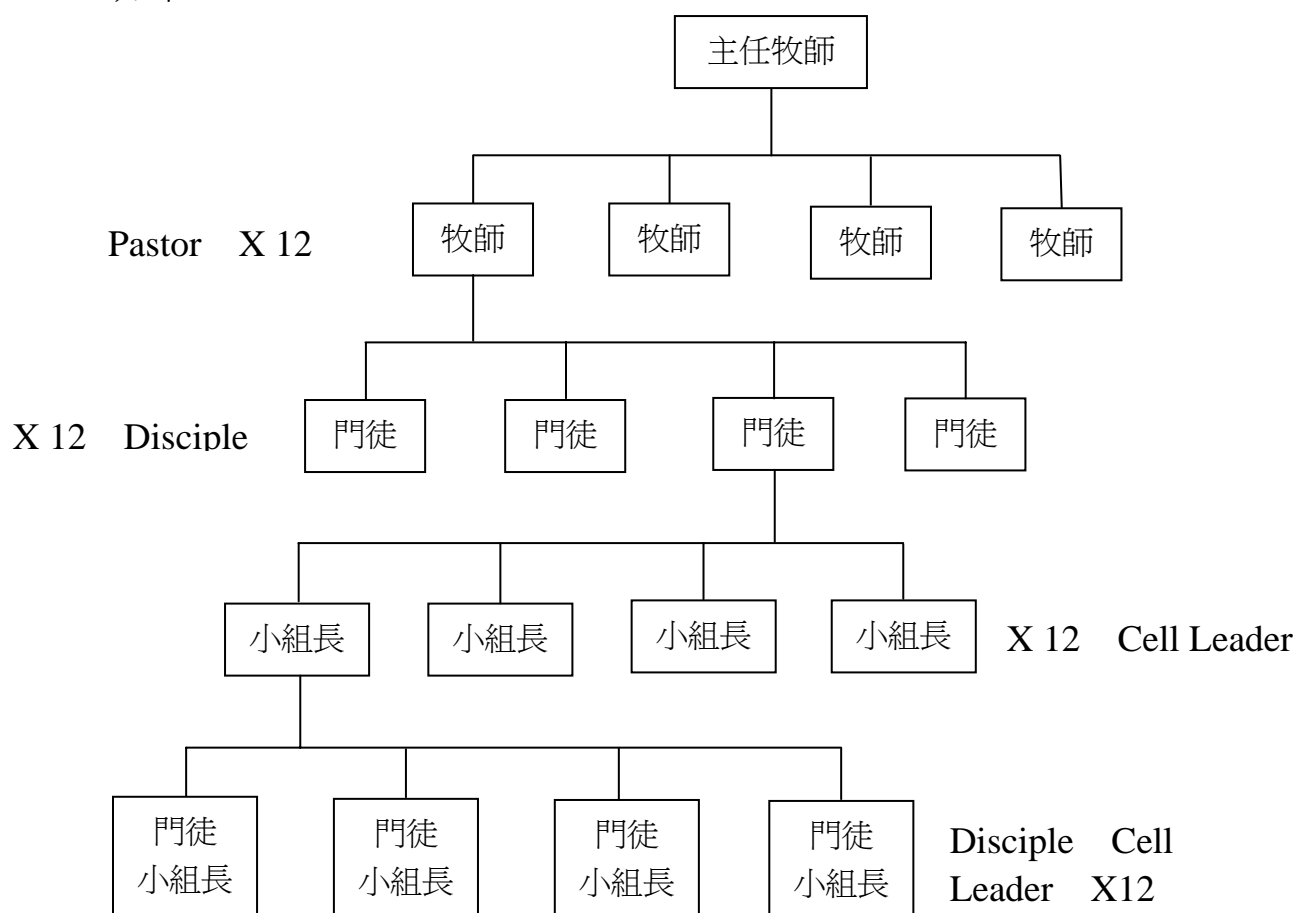 主任牧師
Pastor X 12
牧師 牧師 牧師 牧師
X 12 Disciple
門徒 門徒 門徒 門徒
小組長 小組長 小組長 小組長
X 12 Cell Leader
門徒 門徒 門徒 門徒
小組長 小組長 小組長 小組長
Disciple Cell
Leader X12